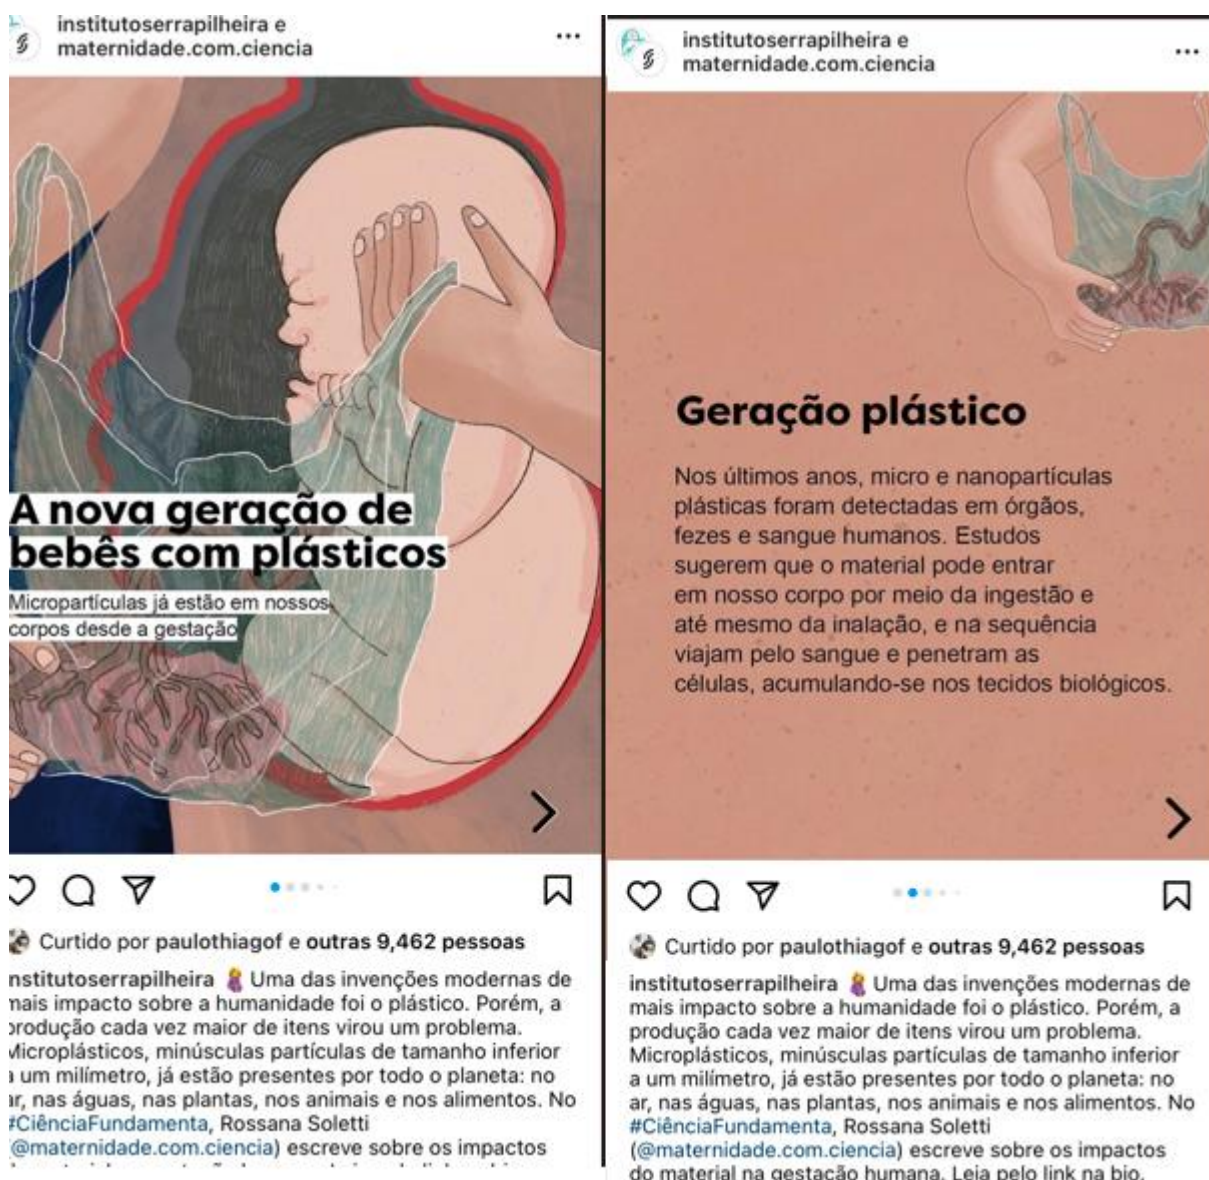 institutoserrapilheira e
maternidade.com.ciencia
A nova geração de
bebês com plásticos
Micropartículas já estão em nossos
corpos desde a gestação
Curtido por paulothiagof e outras 9,462 pessoas
nstitutoserrapilheira Uma das invenções modernas de
mais impacto sobre a humanidade foi o plástico. Porém, a
produção cada vez maior de itens virou um problema.
Microplásticos, minúsculas partículas de tamanho inferior
a um milímetro, já estão presentes por todo o planeta: no
ar, nas águas, nas plantas, nos animais e nos alimentos. No
#CiênciaFundamenta, Rossana Soletti
(@maternidade.com.ciencia) escreve sobre os impactos
institutoserrapilheira e
maternidade.com.ciencia
Geração plástico
Nos últimos anos, micro e nanopartículas
plásticas foram detectadas em órgãos,
fezes e sangue humanos. Estudos
sugerem que o material pode entrar
em nosso corpo por meio da ingestão e
até mesmo da inalação, e na sequência
viajam pelo sangue e penetram as
células, acumulando-se nos tecidos biológicos.
Curtido por paulothiagof e outras 9,462 pessoas
institutoserrapilheira Uma das invenções modernas de
mais impacto sobre a humanidade foi o plástico. Porém, a
produção cada vez maior de itens virou um problema.
Microplásticos, minúsculas partículas de tamanho inferior
a um milímetro, já estão presentes por todo o planeta: no
ar, nas águas, nas plantas, nos animais e nos alimentos. No
#CiênciaFundamenta, Rossana Soletti
(@maternidade.com.ciencia) escreve sobre os impactos
do material na gestação humana. Leia pelo link na bio.